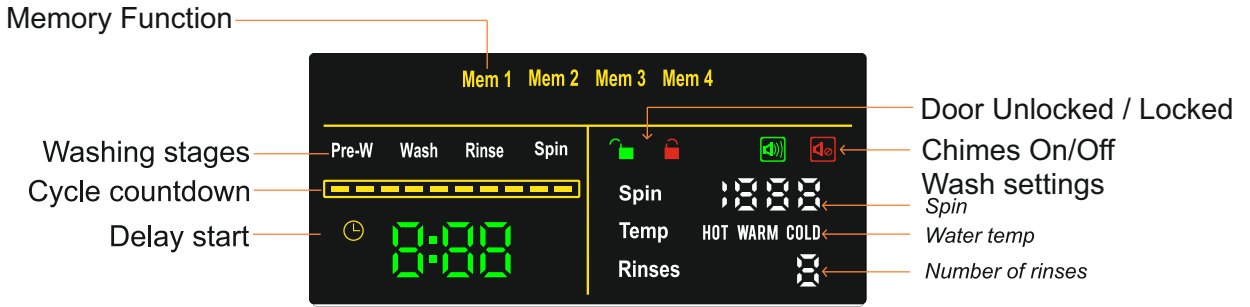 Memory Function
Mem 1 Mem 2 Mem 3 Mem 4
Door Unlocked / Locked
Washing stages
Pre-W Wash Rinse Spin
Chimes On/Off
Cycle countdown
Wash settings
Spin 1888
Spin
Delay start
8:88
Temp HOT WARM COLD
Water temp
Rinses 8
Number of rinses